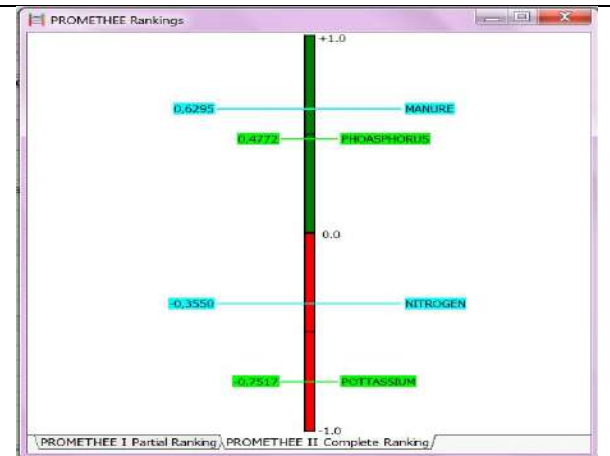 PROMETHEE Rankings
+1.0
0,6295 MANURE
0,4772 PHOASPHORUS
0.0
-0,3550 NITROGEN
-0,7517 POTTASSIUM
-1.0
PROMETHEE I Partial Ranking PROMETHEE II Complete Ranking